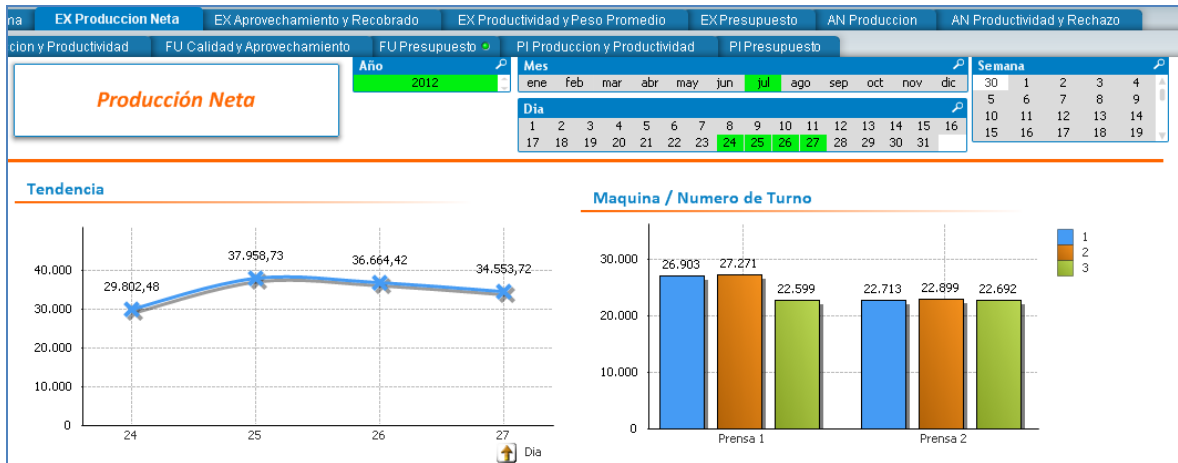 na EX Produccion Neta EX Aprovechamiento y Recobrado EX Productividad y Peso Promedio EX Presupuesto AN Produccion AN Productividad y Rechazo
cion y Productividad FU Calidad y Aprovechamiento FU Presupuesto PI Produccion y Productividad PI Presupuesto
Producción Neta
Año
2012
Mes
ene feb mar abr may jun jul ago sep oct nov dic
Dia
1 2 3 4 5 6 7 8 9 10 11 12 13 14 15 16
17 18 19 20 21 22 23 24 25 26 27 28 29 30 31
Semana
30 1 2 3 4
5 6 7 8 9
10 11 12 13 14
15 16 17 18 19
Tendencia
40.000
30.000
20.000
10.000
0
29.802,48
37.958,73
36.664,42
34.553,72
24 25 26 27
Dia
Maquina / Numero de Turno
30.000
20.000
10.000
0
26.903 27.271 22.599 22.713 22.899 22.692
Prensa 1 Prensa 2
1
2
3